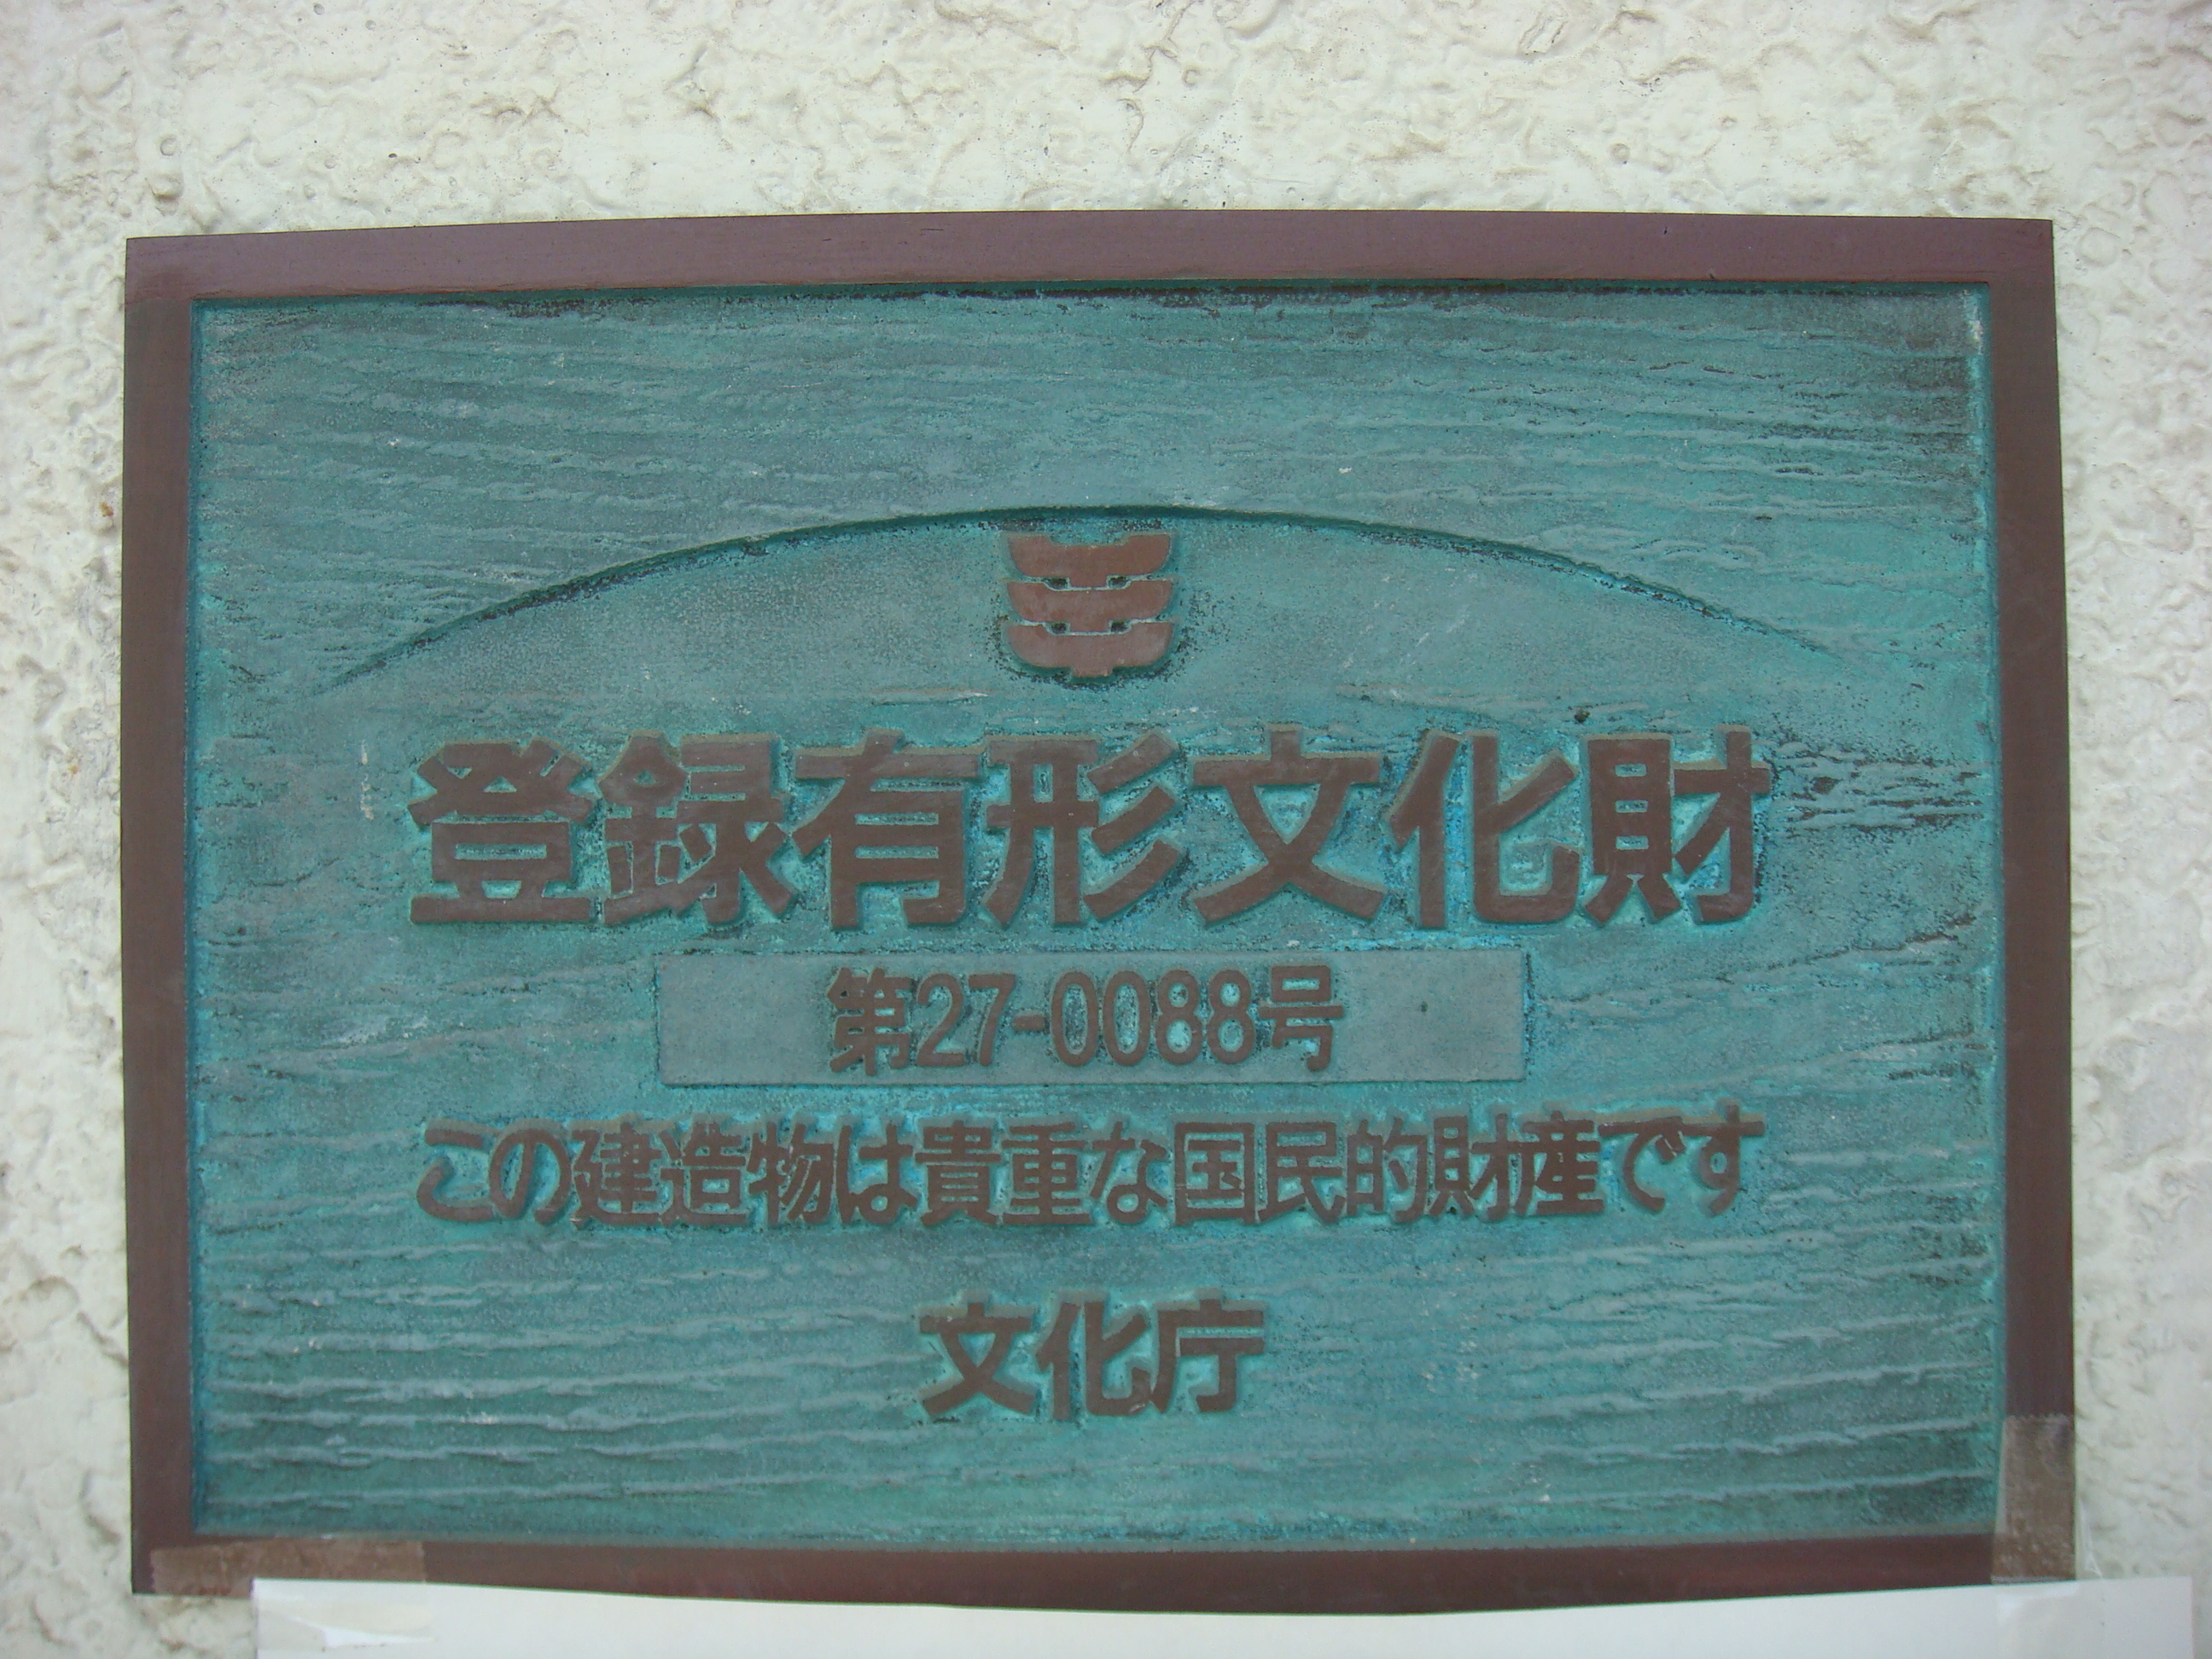 登録有形文化財
第27-0088号
この建造物は貴重な国民的財産です
文化庁